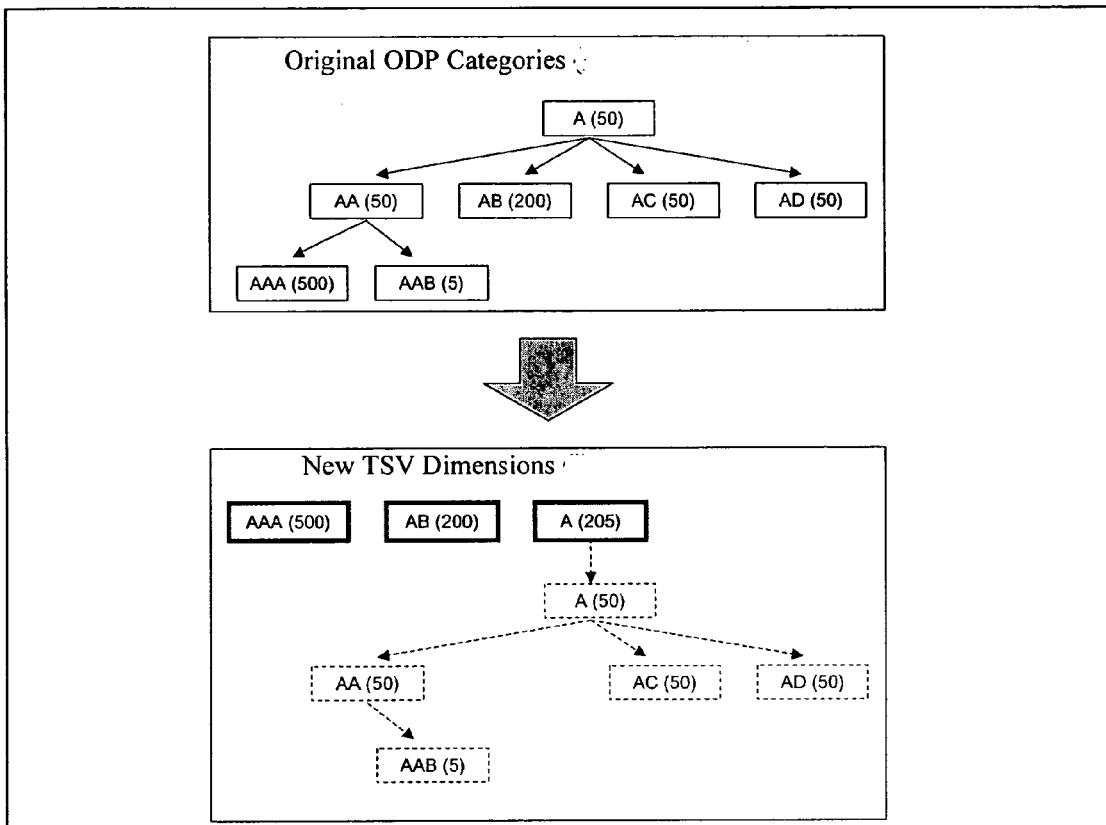 Original ODP Categories
A (50)
AA (50) AB (200) AC (50) AD (50)
AAA (500) AAB (5)
New TSV Dimensions
AAA (500) AB (200) A (205)
A (50)
AA (50) AC (50) AD (50)
AAB (5)